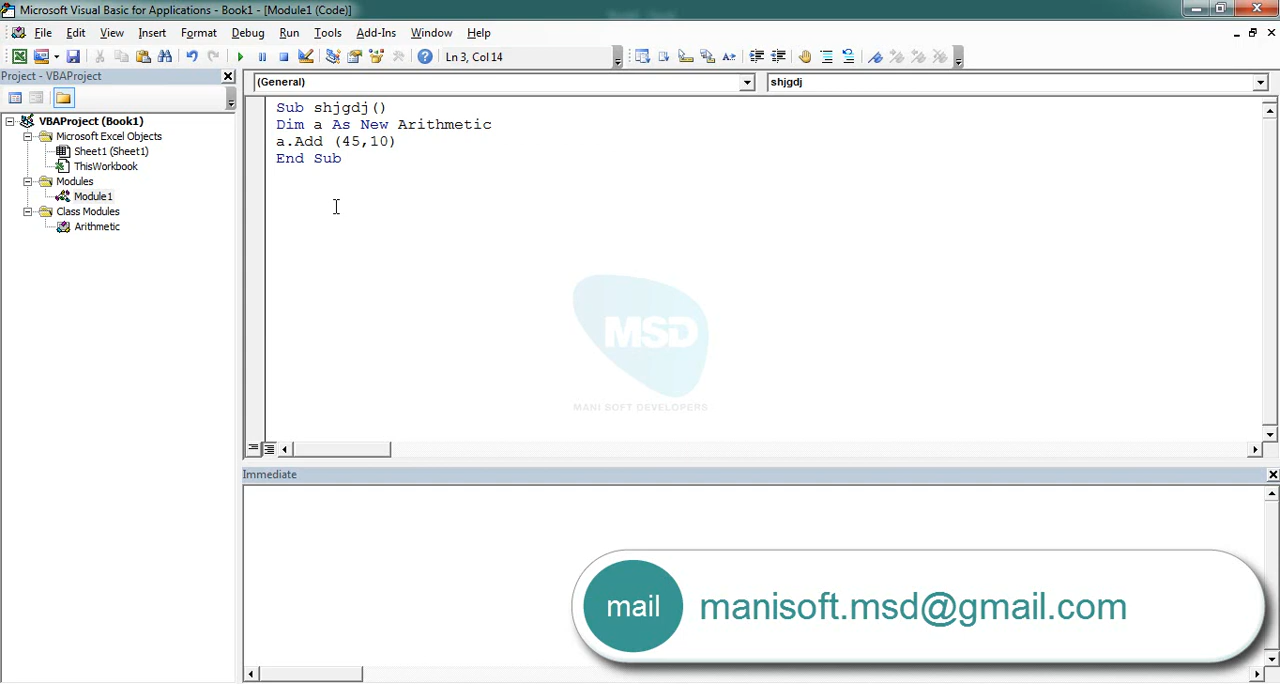 Microsoft Visual Basic for Applications - Book1 - [Module1 (Code)]
File Edit View Insert Format Debug Run Tools Add-Ins Window Help
Ln 3, Col 14
Project - VBAProject
(General) shjgdj
VBAProject (Book1)
Microsoft Excel Objects
Sheet1 (Sheet1)
ThisWorkbook
Modules
Module1
Class Modules
Arithmetic
Sub shjgdj()
Dim a As New Arithmetic
a.Add (45,10)
End Sub
MSD
MANI SOFT DEVELOPERS
Immediate
mail manisoft.msd@gmail.com